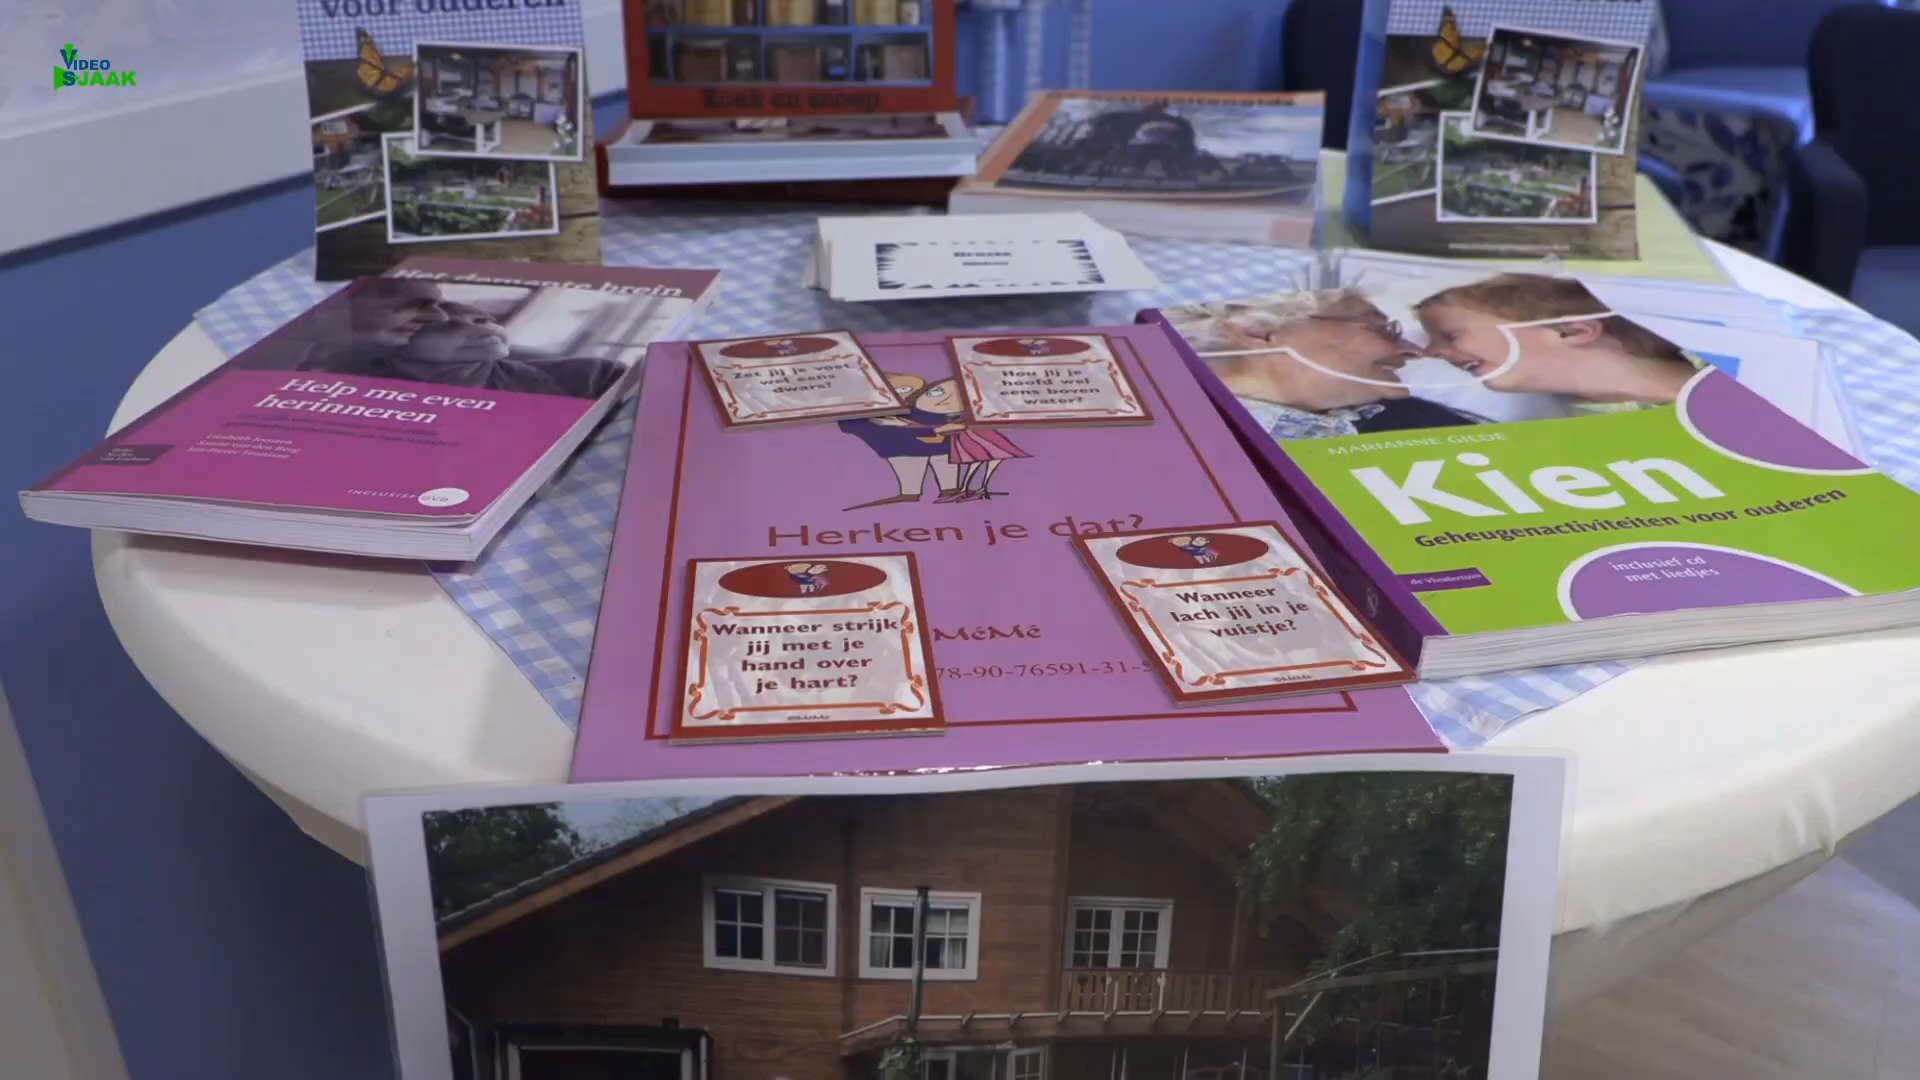 VIDEO
SJAAK
voor ouderen
Koek en snoep
Het demente brein
Help me even
herinneren
INCLUSIEF DVD
Zet jij je voet
wel eens
dwars?
Hou jij je
hoofd wel
eens boven
water?
Herken je dat?
Wanneer strijk
jij met je
hand over
je hart?
Wanneer
lach jij in je
vuistje?
MéMé
78-90-76591-31-
MARIANNE GILDE
Kien
Geheugenactiviteiten voor ouderen
inclusief cd
met liedjes